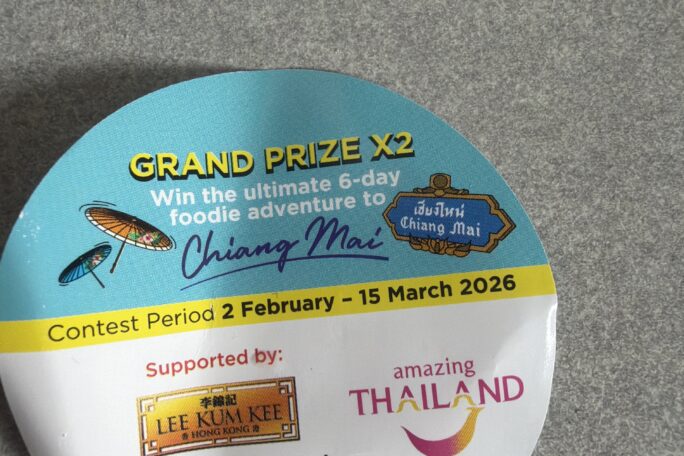 GRAND PRIZE X2
Win the ultimate 6-day
foodie adventure to
Chiang Mai
เชียงใหม่
Chiang Mai
Contest Period 2 February – 15 March 2026
Supported by:
李錦記
LEE KUM KEE
HONG KONG
amazing
THAILAND